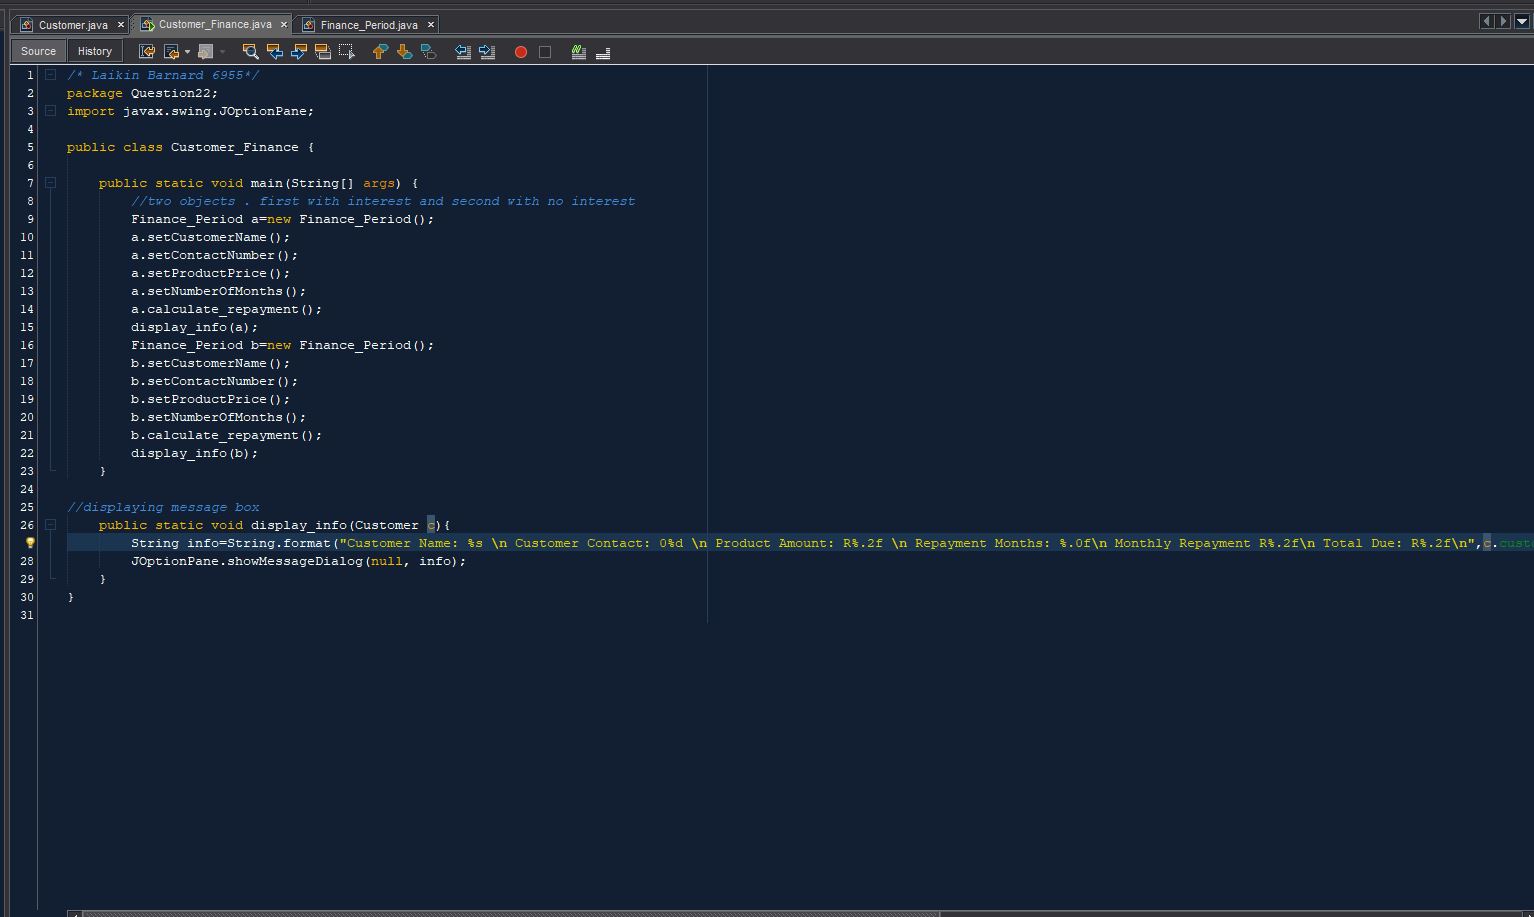 Customer.java × Customer_Finance.java × Finance_Period.java ×
Source History
1 /* Laikin Barnard 6955*/
2 package Question22;
3 import javax.swing.JOptionPane;
4
5 public class Customer_Finance {
6
7 public static void main(String[] args) {
8 //two objects . first with interest and second with no interest
9 Finance_Period a=new Finance_Period();
10 a.setCustomerName();
11 a.setContactNumber();
12 a.setProductPrice();
13 a.setNumberOfMonths();
14 a.calculate_repayment();
15 display_info(a);
16 Finance_Period b=new Finance_Period();
17 b.setCustomerName();
18 b.setContactNumber();
19 b.setProductPrice();
20 b.setNumberOfMonths();
21 b.calculate_repayment();
22 display_info(b);
23 }
24
25 //displaying message box
26 public static void display_info(Customer c){
String info=String.format("Customer Name: %s \n Customer Contact: 0%d \n Product Amount: R%.2f \n Repayment Months: %.0f\n Monthly Repayment R%.2f\n Total Due: R%.2f\n",c.custo
28 JOptionPane.showMessageDialog(null, info);
29 }
30 }
31